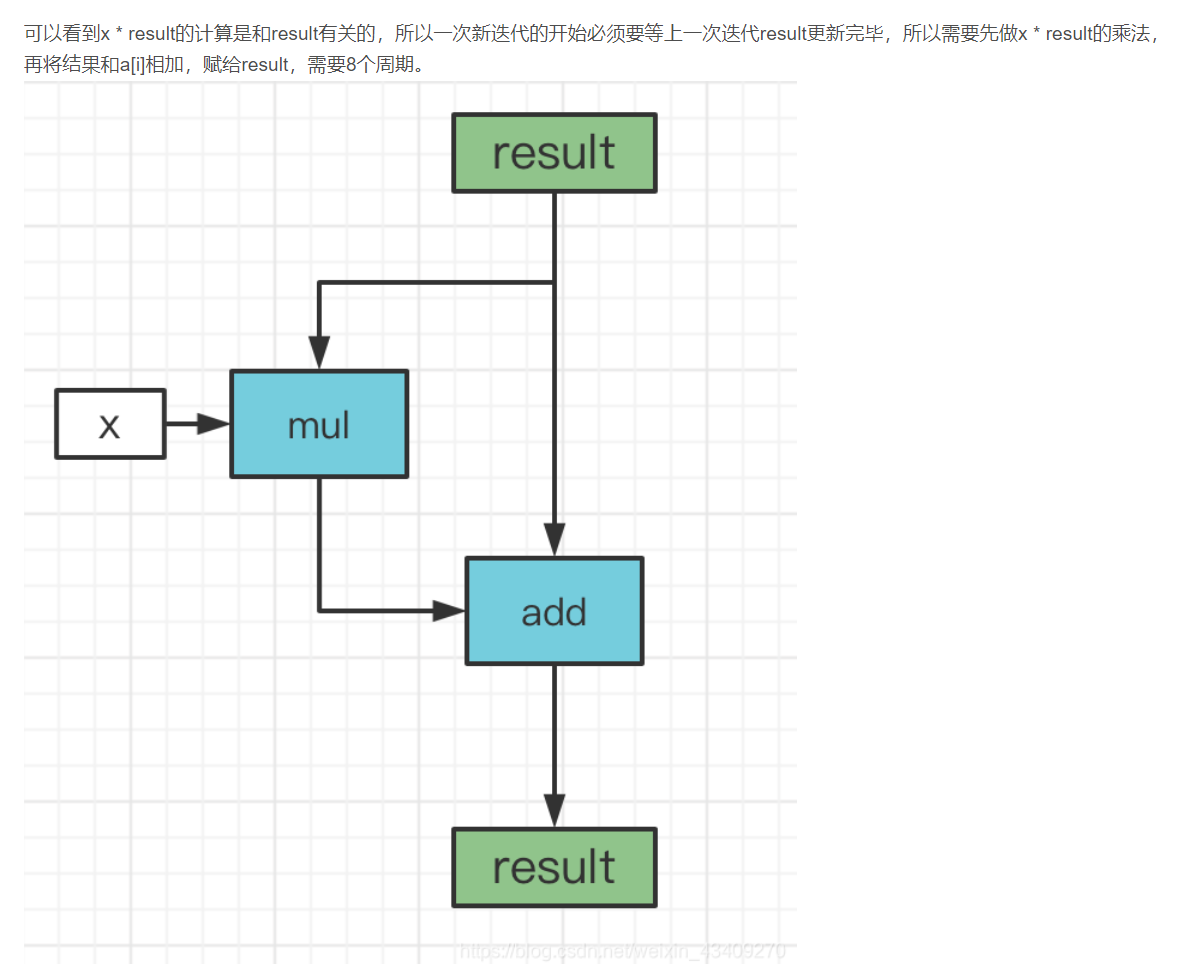 可以看到x * result的计算是和result有关的，所以一次新迭代的开始必须要等上一次迭代result更新完毕，所以需要先做x * result的乘法，
再将结果和a[i]相加，赋给result，需要8个周期。
result
x
mul
add
result
https://blog.csdn.net/weixin_43409270